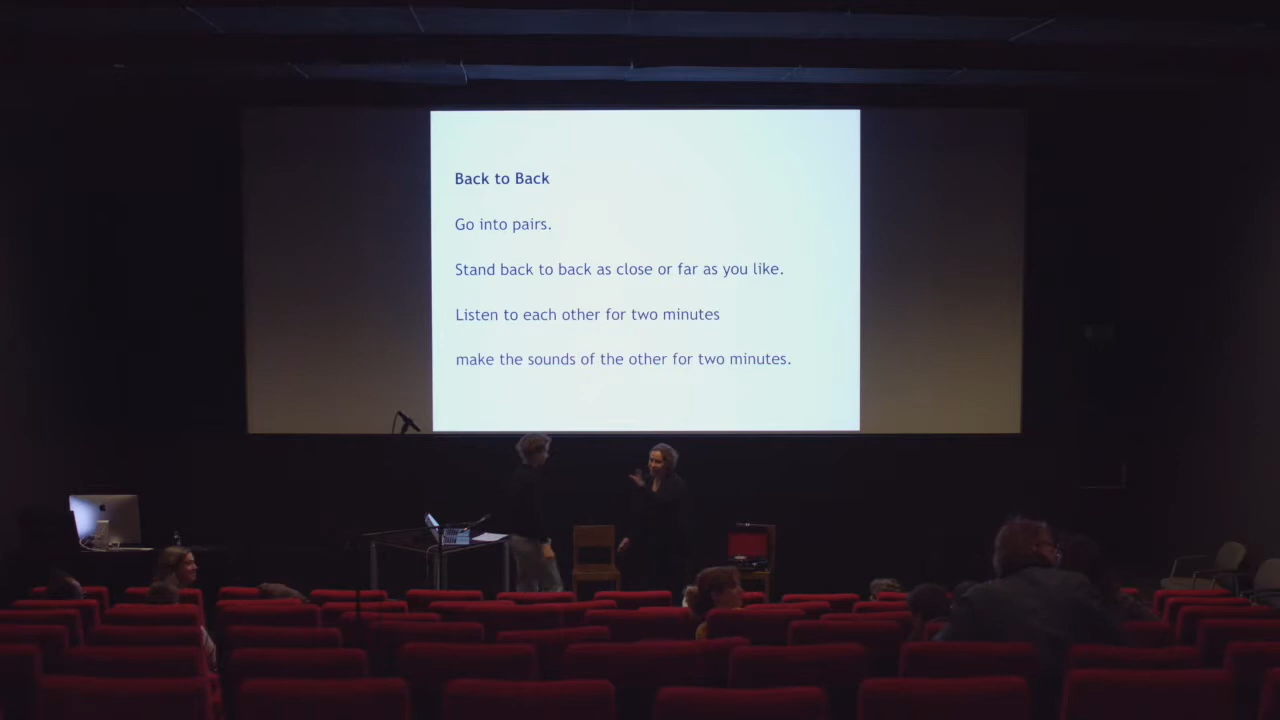 Back to Back
Go into pairs.
Stand back to back as close or far as you like.
Listen to each other for two minutes
make the sounds of the other for two minutes.